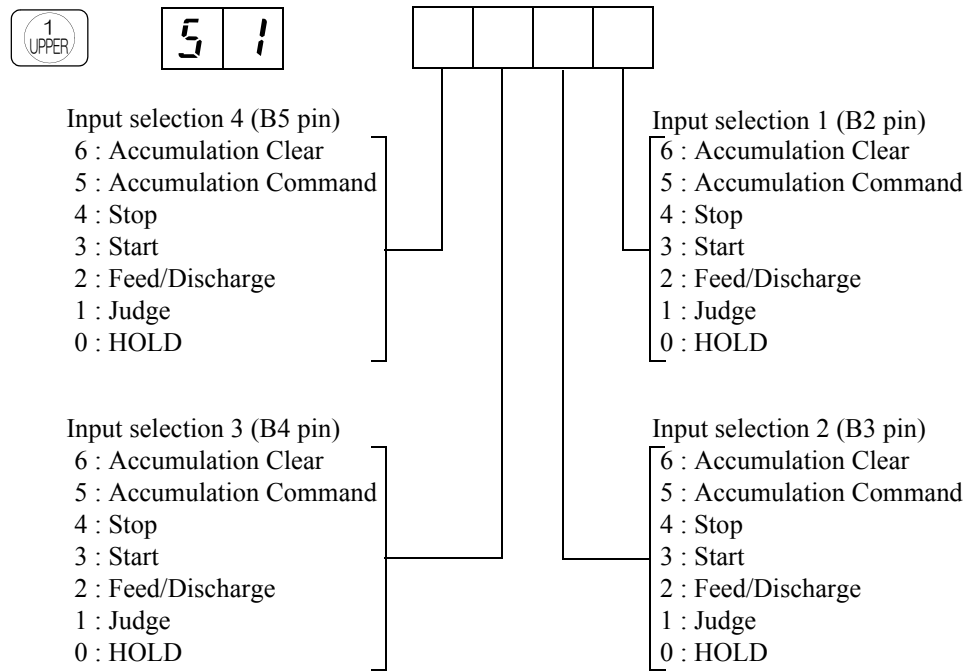 1
UPPER
5 1
Input selection 4 (B5 pin)
6 : Accumulation Clear
5 : Accumulation Command
4 : Stop
3 : Start
2 : Feed/Discharge
1 : Judge
0 : HOLD
Input selection 1 (B2 pin)
6 : Accumulation Clear
5 : Accumulation Command
4 : Stop
3 : Start
2 : Feed/Discharge
1 : Judge
0 : HOLD
Input selection 3 (B4 pin)
6 : Accumulation Clear
5 : Accumulation Command
4 : Stop
3 : Start
2 : Feed/Discharge
1 : Judge
0 : HOLD
Input selection 2 (B3 pin)
6 : Accumulation Clear
5 : Accumulation Command
4 : Stop
3 : Start
2 : Feed/Discharge
1 : Judge
0 : HOLD